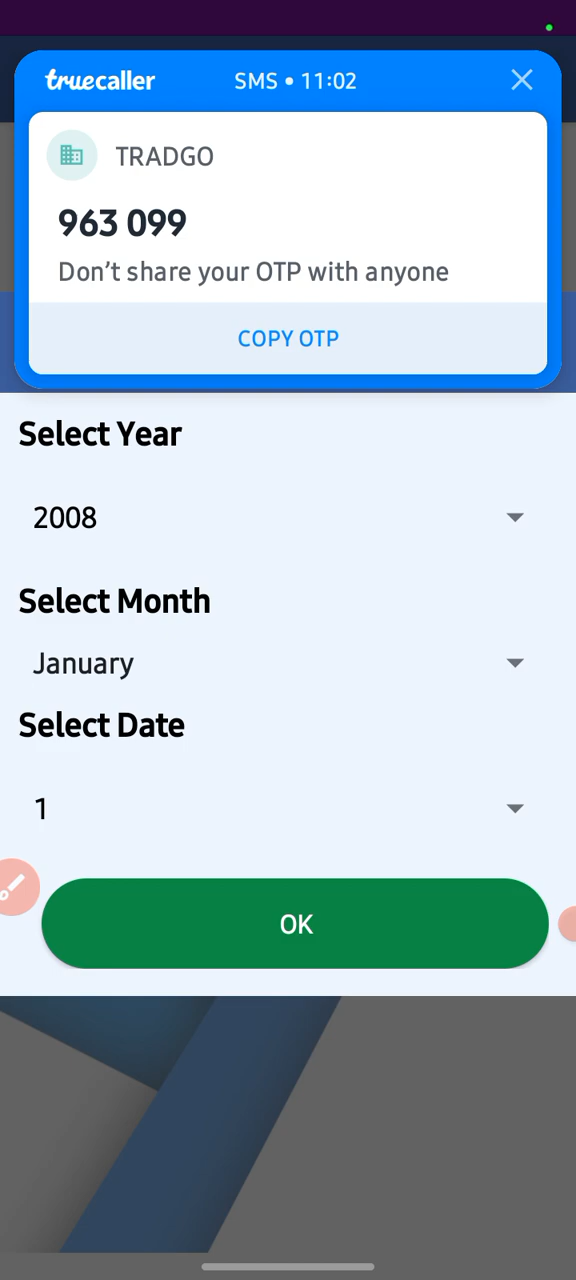 truecaller SMS • 11:02
TRADGO
963 099
Don't share your OTP with anyone
COPY OTP
Select Year
2008
Select Month
January
Select Date
1
OK